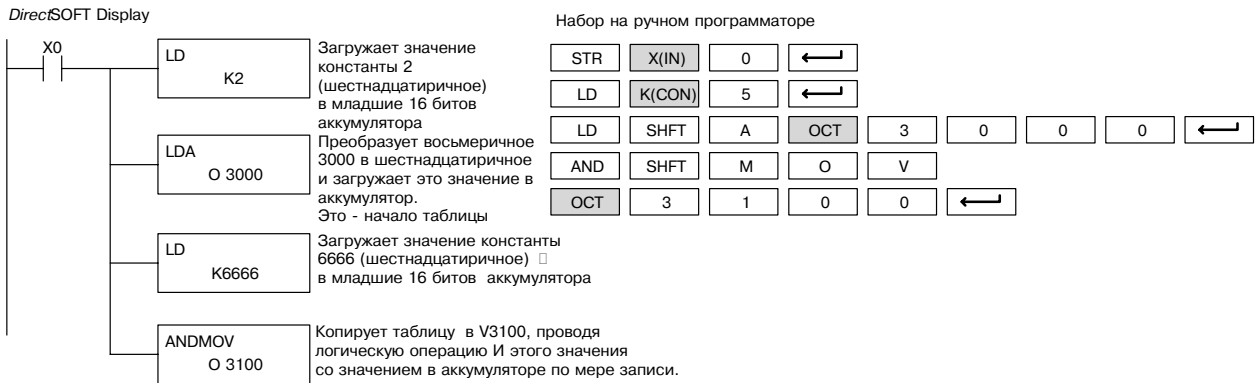 DirectSOFT Display
X0
LD
K2
Загружает значение
константы 2
(шестнадцатиричное)
в младшие 16 битов
аккумулятора
LDA
O 3000
Преобразует восьмеричное
3000 в шестнадцатиричное
и загружает это значение в
аккумулятор.
Это - начало таблицы
LD
K6666
Загружает значение константы
6666 (шестнадцатиричное)
в младшие 16 битов аккумулятора
ANDMOV
O 3100
Копирует таблицу в V3100, проводя
логическую операцию И этого значения
со значением в аккумуляторе по мере записи.
Набор на ручном программаторе
STR X(IN) 0
LD K(CON) 5
LD SHFT A OCT 3 0 0 0
AND SHFT M O V
OCT 3 1 0 0